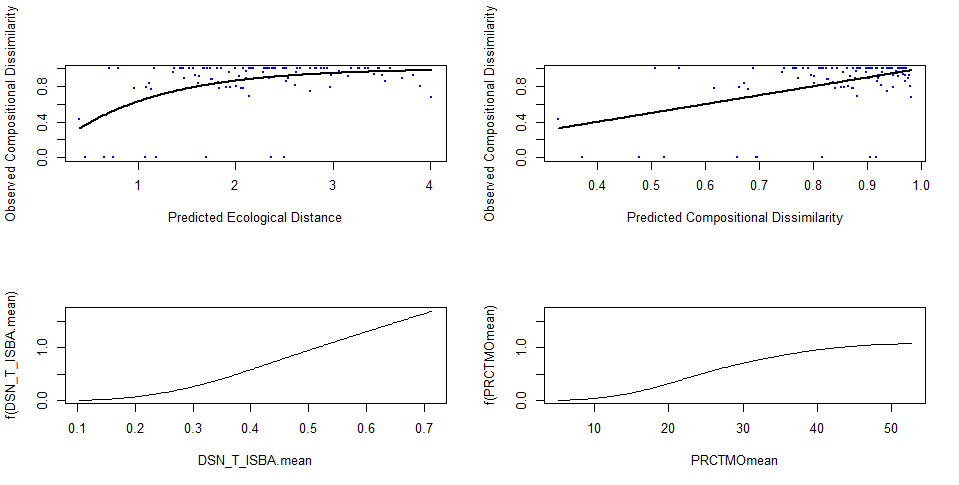 Observed Compositional Dissimilarity
0.0 0.4 0.8
1 2 3 4
Predicted Ecological Distance
Observed Compositional Dissimilarity
0.0 0.4 0.8
0.4 0.5 0.6 0.7 0.8 0.9 1.0
Predicted Compositional Dissimilarity
f(DSN_T_ISBA.mean)
0.0 1.0
0.1 0.2 0.3 0.4 0.5 0.6 0.7
DSN_T_ISBA.mean
f(PRCTMOmean)
0.0 1.0
10 20 30 40 50
PRCTMOmean